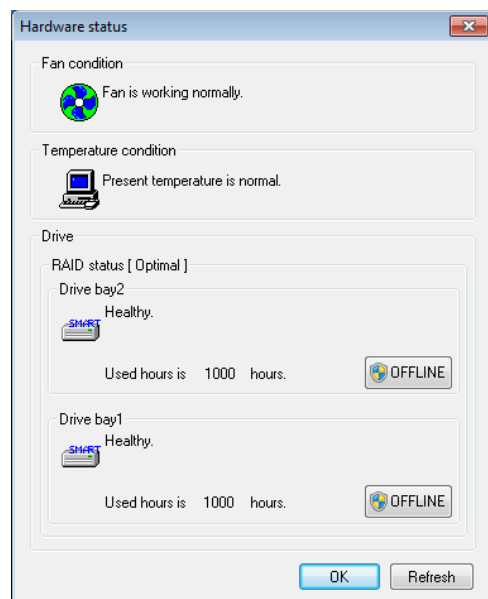 Hardware status
Fan condition
Fan is working normally.
Temperature condition
Present temperature is normal.
Drive
RAID status [ Optimal ]
Drive bay2
SMART
Healthy.
Used hours is 1000 hours.
OFFLINE
Drive bay1
SMART
Healthy.
Used hours is 1000 hours.
OFFLINE
OK
Refresh